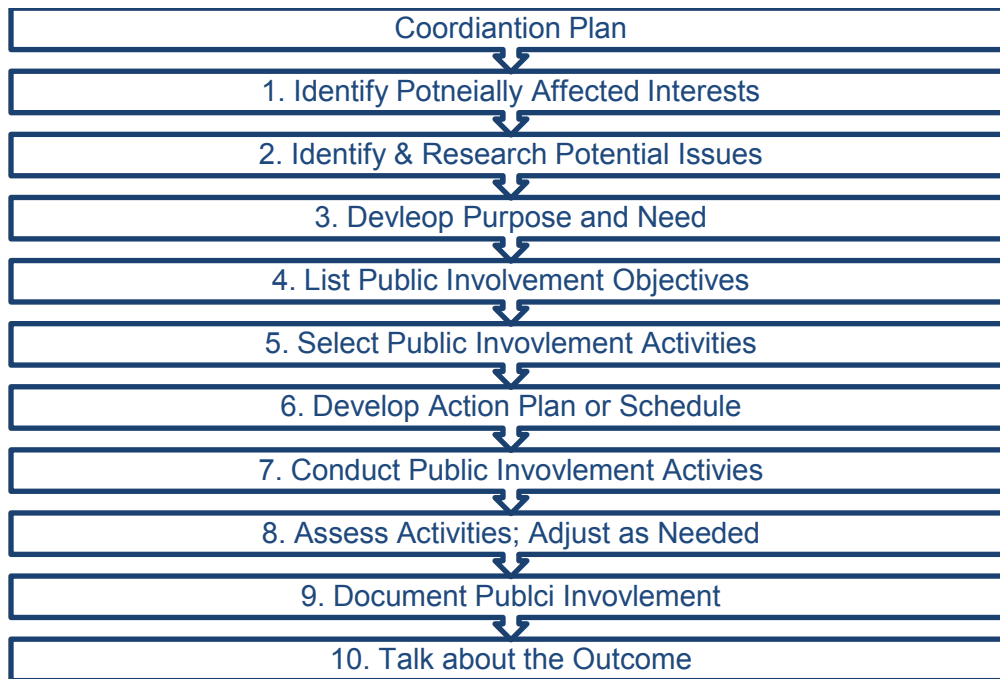 Coordiantion Plan
1. Identify Potneially Affected Interests
2. Identify & Research Potential Issues
3. Devleop Purpose and Need
4. List Public Involvement Objectives
5. Select Public Invovlement Activities
6. Develop Action Plan or Schedule
7. Conduct Public Invovlement Activies
8. Assess Activities; Adjust as Needed
9. Document Publci Invovlement
10. Talk about the Outcome